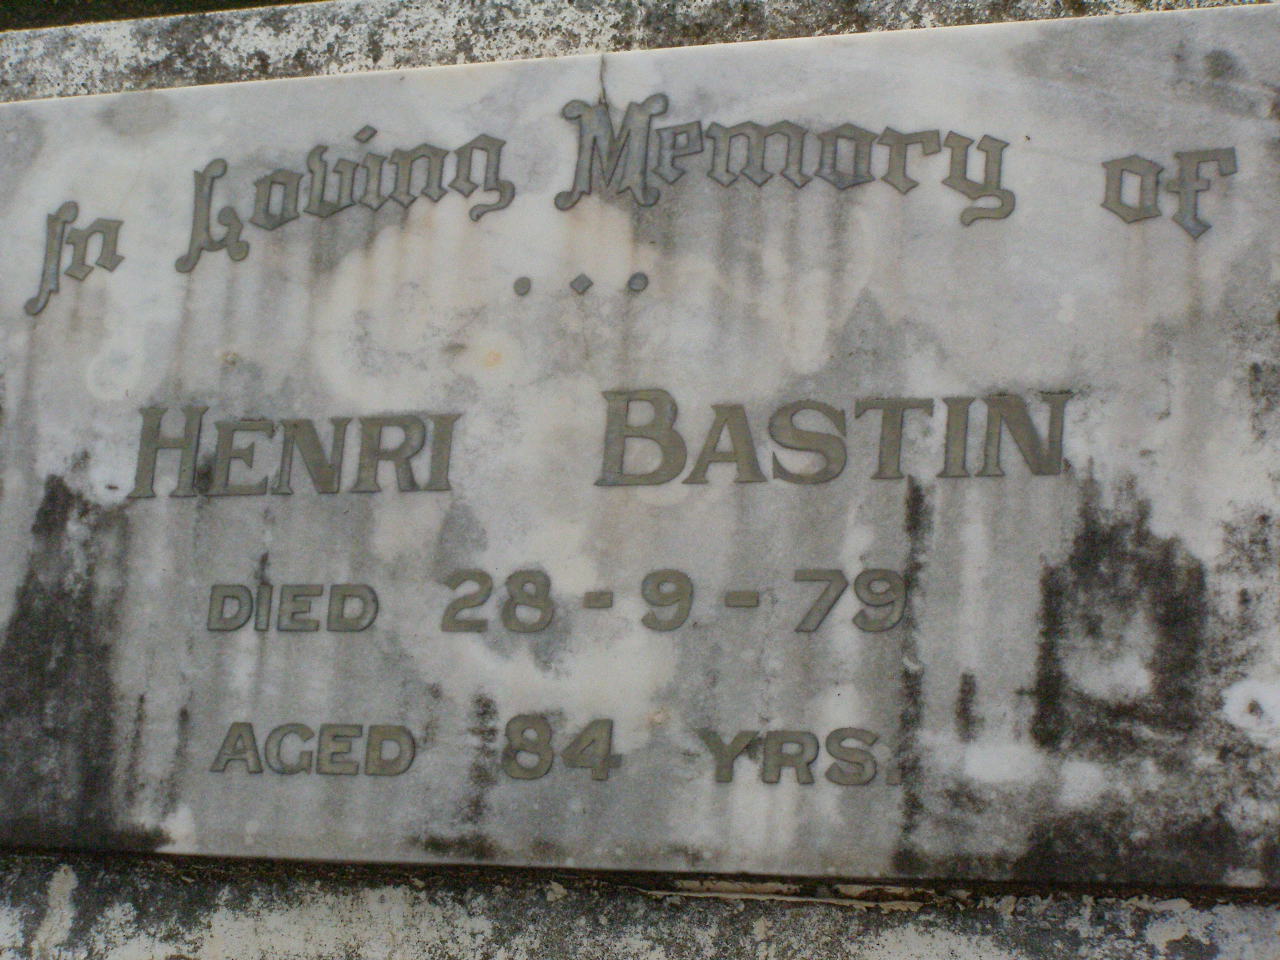 In Loving Memory of
....
HENRI BASTIN
DIED 28-9-79
AGED 84 YRS.